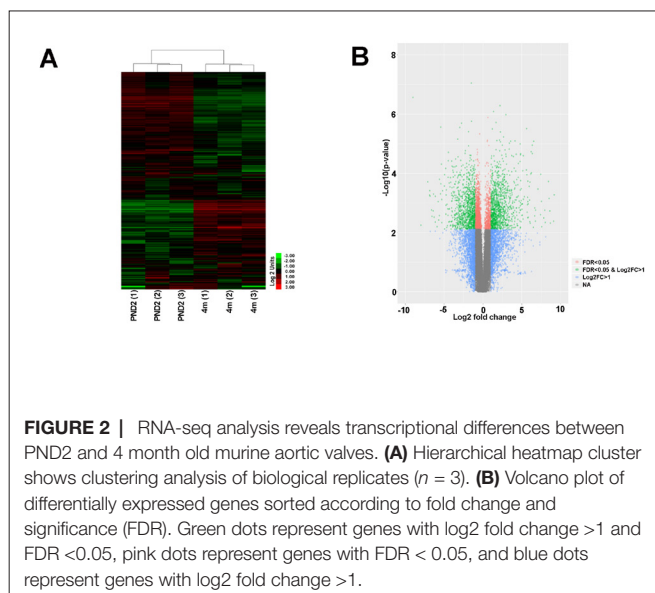 A
B
Log 2 Units
-3.00
-2.00
-1.00
0.00
1.00
2.00
3.00
PND2 (1)
PND2 (2)
PND2 (3)
4m (1)
4m (2)
4m (3)
-Log10(p-value)
8
6
4
2
0
-10
-5
0
5
10
Log2 fold change
FDR<0.05
FDR<0.05 & Log2FC>1
Log2FC>1
NA
FIGURE 2 | RNA-seq analysis reveals transcriptional differences between
PND2 and 4 month old murine aortic valves. (A) Hierarchical heatmap cluster
shows clustering analysis of biological replicates (n = 3). (B) Volcano plot of
differentially expressed genes sorted according to fold change and
significance (FDR). Green dots represent genes with log2 fold change >1 and
FDR <0.05, pink dots represent genes with FDR < 0.05, and blue dots
represent genes with log2 fold change >1.